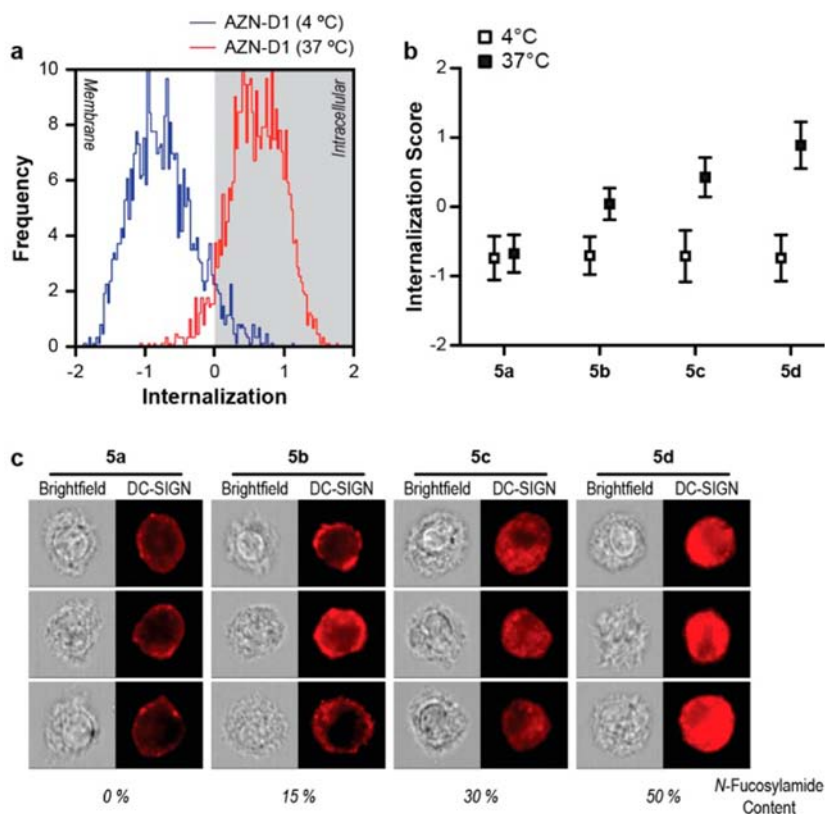 AZN-D1 (4 ºC)
AZN-D1 (37 ºC)
a
Membrane
Intracellular
10
8
6
4
2
0
Frequency
-2 -1 0 1 2
Internalization
b
4°C
37°C
2
1
0
-1
-2
Internalization Score
5a 5b 5c 5d
c
5a 5b 5c 5d
Brightfield DC-SIGN Brightfield DC-SIGN Brightfield DC-SIGN Brightfield DC-SIGN
0 % 15 % 30 % 50 % N-Fucosylamide
Content